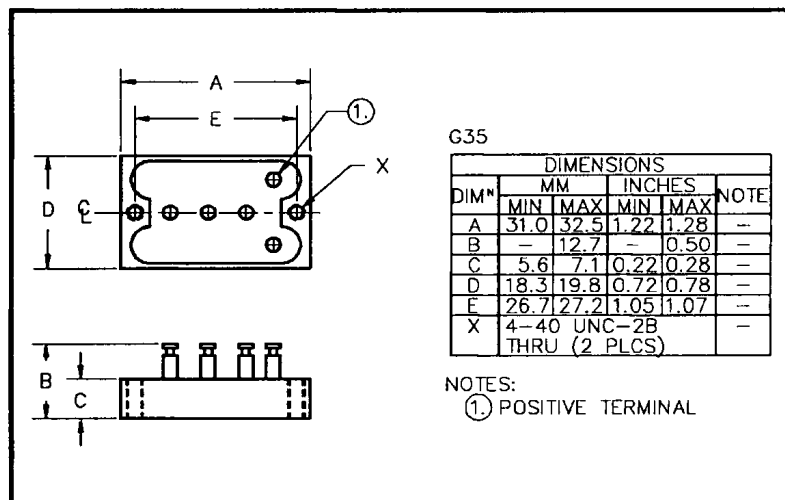 A
E
①.
X
D
℄
B
C
G35
DIMENSIONS
DIMᴺ MM INCHES NOTE
MIN MAX MIN MAX
A 31.0 32.5 1.22 1.28 –
B – 12.7 – 0.50 –
C 5.6 7.1 0.22 0.28 –
D 18.3 19.8 0.72 0.78 –
E 26.7 27.2 1.05 1.07 –
X 4–40 UNC–2B –
THRU (2 PLCS)
NOTES:
①. POSITIVE TERMINAL